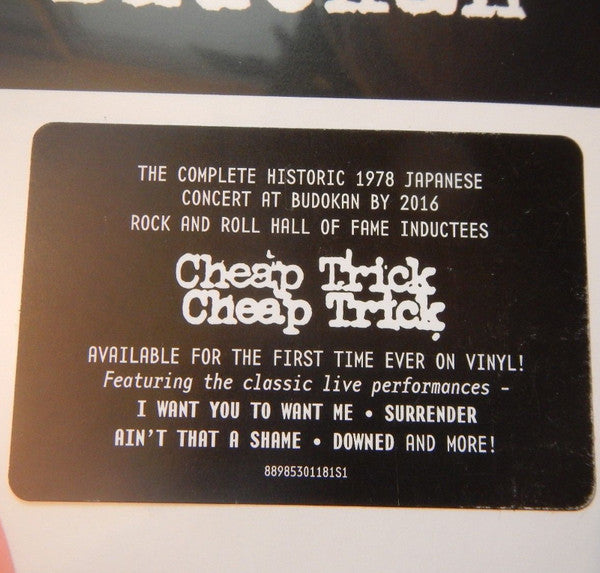 THE COMPLETE HISTORIC 1978 JAPANESE
CONCERT AT BUDOKAN BY 2016
ROCK AND ROLL HALL OF FAME INDUCTEES
Cheap Trick
Cheap Trick
AVAILABLE FOR THE FIRST TIME EVER ON VINYL!
Featuring the classic live performances -
I WANT YOU TO WANT ME • SURRENDER
AIN'T THAT A SHAME • DOWNED AND MORE!
88985301181S1